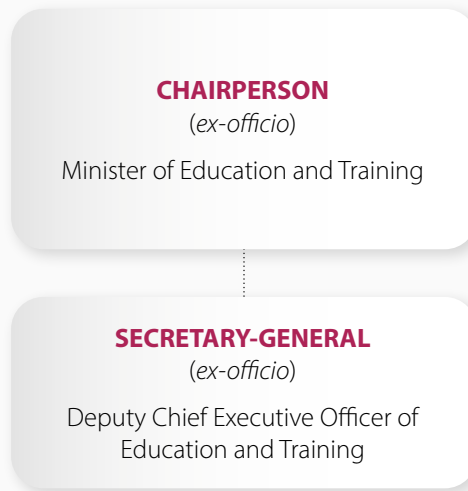 CHAIRPERSON
(ex-officio)
Minister of Education and Training
SECRETARY-GENERAL
(ex-officio)
Deputy Chief Executive Officer of
Education and Training